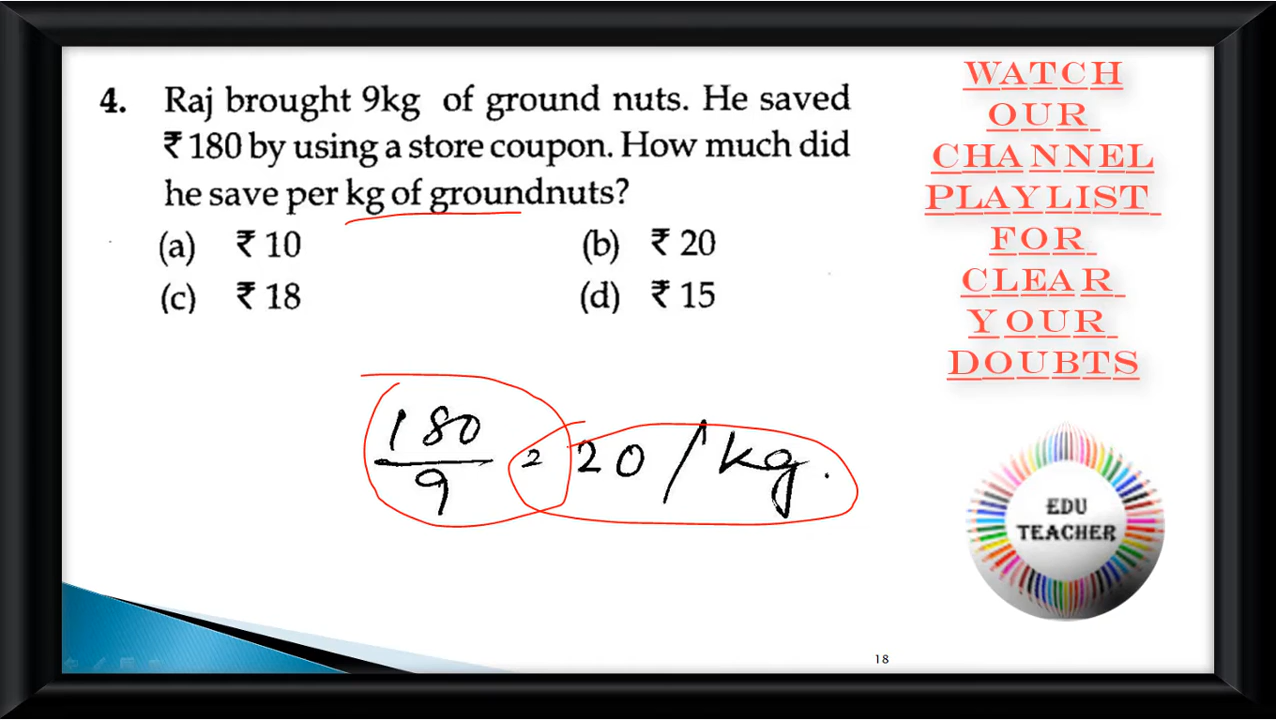 4. Raj brought 9kg of ground nuts. He saved
₹ 180 by using a store coupon. How much did
he save per kg of groundnuts?
(a) ₹ 10 (b) ₹ 20
(c) ₹ 18 (d) ₹ 15
180
9
= 20 / kg.
WATCH
OUR
CHANNEL
PLAYLIST
FOR
CLEAR
YOUR
DOUBTS
EDU
TEACHER
18